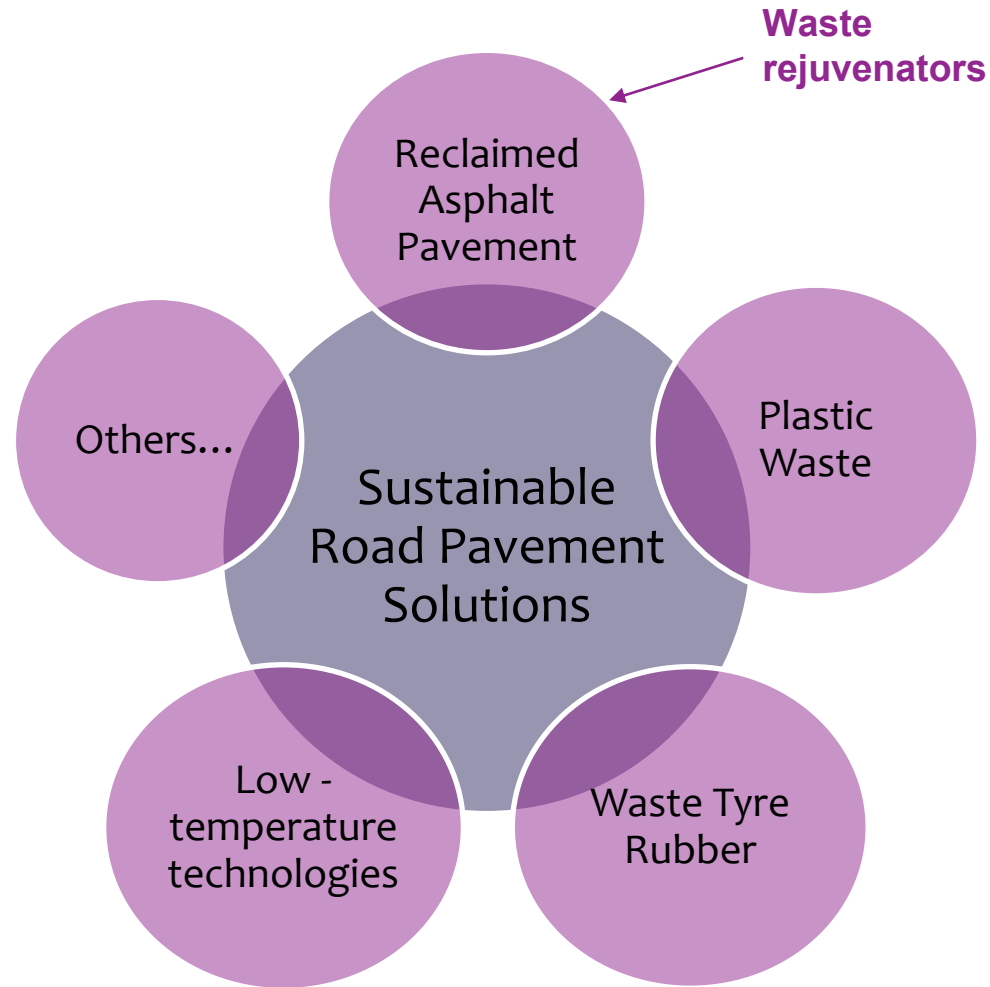 Waste
rejuvenators
Reclaimed
Asphalt
Pavement
Plastic
Waste
Others...
Sustainable
Road Pavement
Solutions
Low -
temperature
technologies
Waste Tyre
Rubber